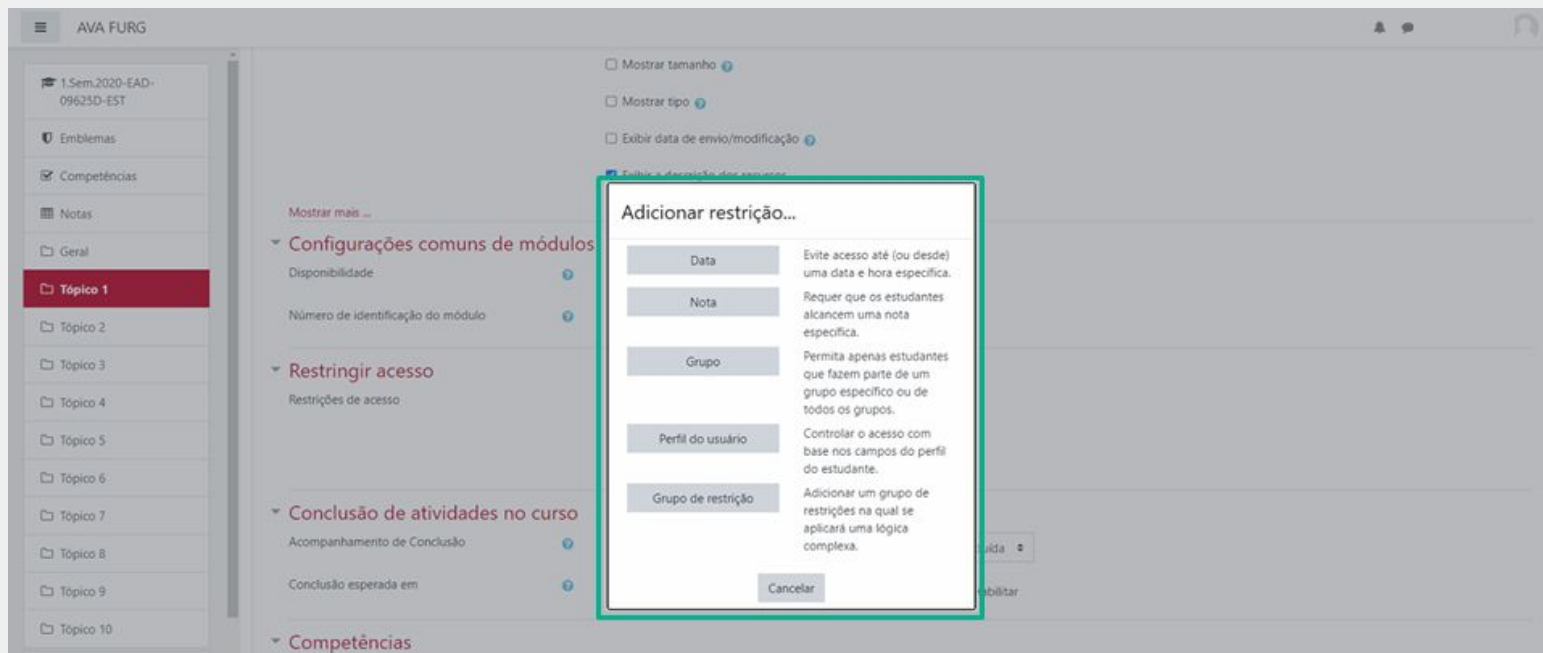 AVA FURG
1.Sem.2020-EAD-
09625D-EST
Emblemas
Competências
Notas
Geral
Tópico 1
Tópico 2
Tópico 3
Tópico 4
Tópico 5
Tópico 6
Tópico 7
Tópico 8
Tópico 9
Tópico 10
Mostrar tamanho
Mostrar tipo
Exibir data de envio/modificação
Exibir a descrição dos recursos
Mostrar mais ...
Configurações comuns de módulos
Disponibilidade
Número de identificação do módulo
Restringir acesso
Restrições de acesso
Conclusão de atividades no curso
Acompanhamento de Conclusão
Conclusão esperada em
Competências
Adicionar restrição...
Data
Evite acesso até (ou desde)
uma data e hora específica.
Nota
Requer que os estudantes
alcancem uma nota
específica.
Grupo
Permita apenas estudantes
que fazem parte de um
grupo específico ou de
todos os grupos.
Perfil do usuário
Controlar o acesso com
base nos campos do perfil
do estudante.
Grupo de restrição
Adicionar um grupo de
restrições na qual se
aplicará uma lógica
complexa.
Cancelar